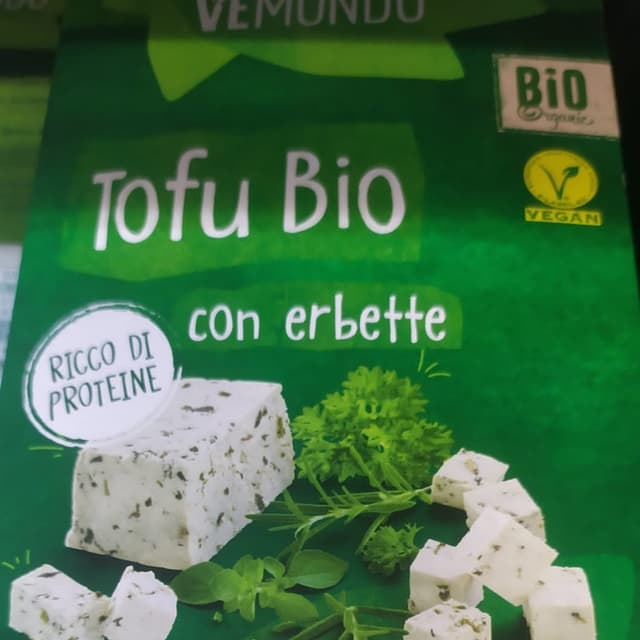 VEMONDO
BiO
Organic
Tofu Bio
VEGAN
con erbette
RICCO DI
PROTEINE